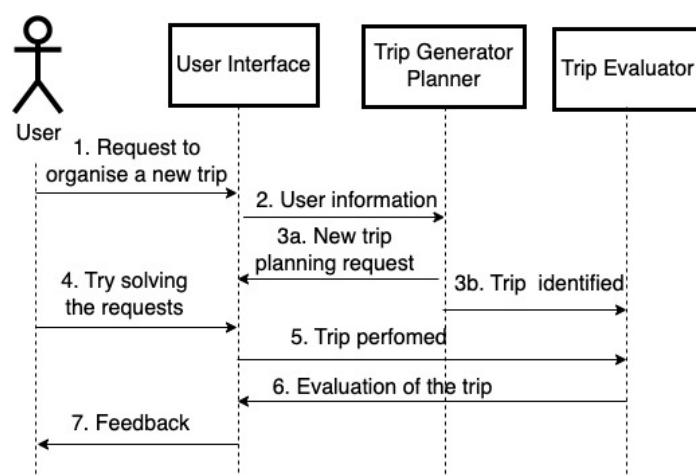 User Interface
Trip Generator
Planner
Trip Evaluator
User
1. Request to
organise a new trip
2. User information
3a. New trip
planning request
4. Try solving
the requests
3b. Trip identified
5. Trip perfomed
6. Evaluation of the trip
7. Feedback